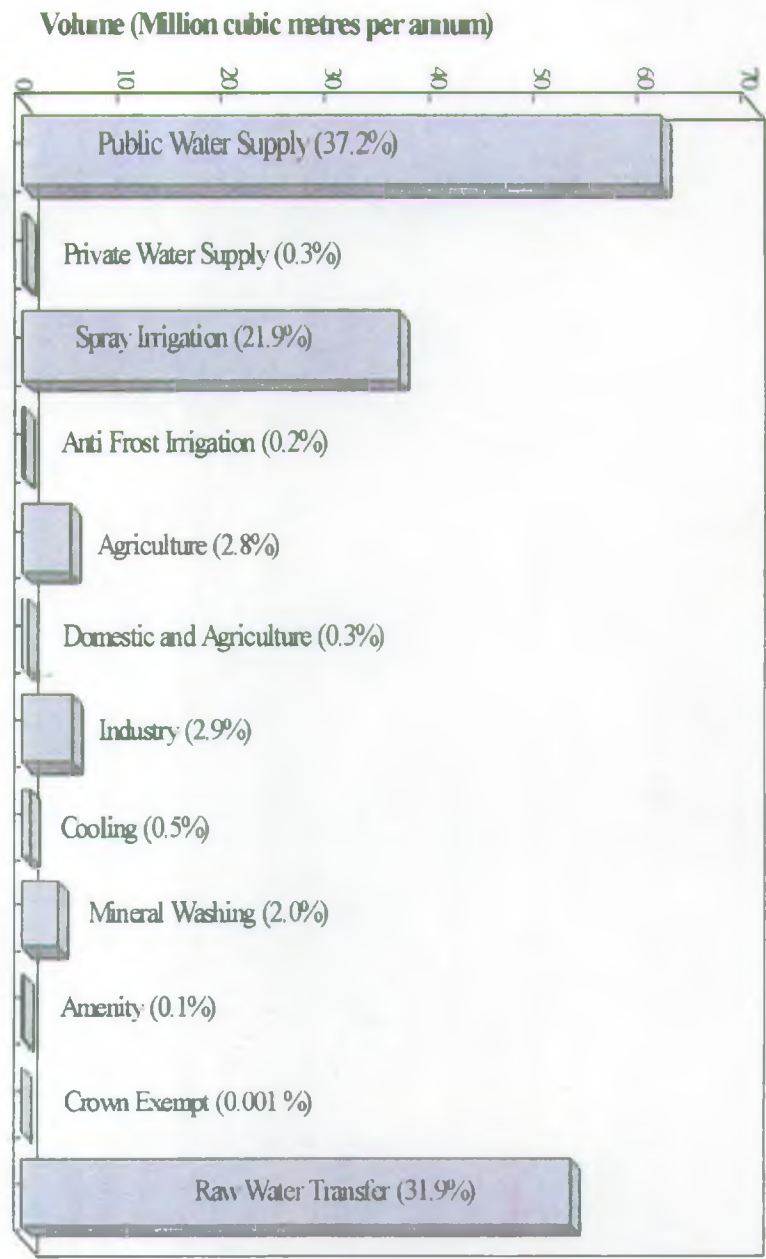 Volume (Million cubic metres per annum)
0 10 20 30 40 50 60 70
Public Water Supply (37.2%)
Private Water Supply (0.3%)
Spray Irrigation (21.9%)
Anti Frost Irrigation (0.2%)
Agriculture (2.8%)
Domestic and Agriculture (0.3%)
Industry (2.9%)
Cooling (0.5%)
Mineral Washing (2.0%)
Amenity (0.1%)
Crown Exempt (0.001 %)
Raw Water Transfer (31.9%)